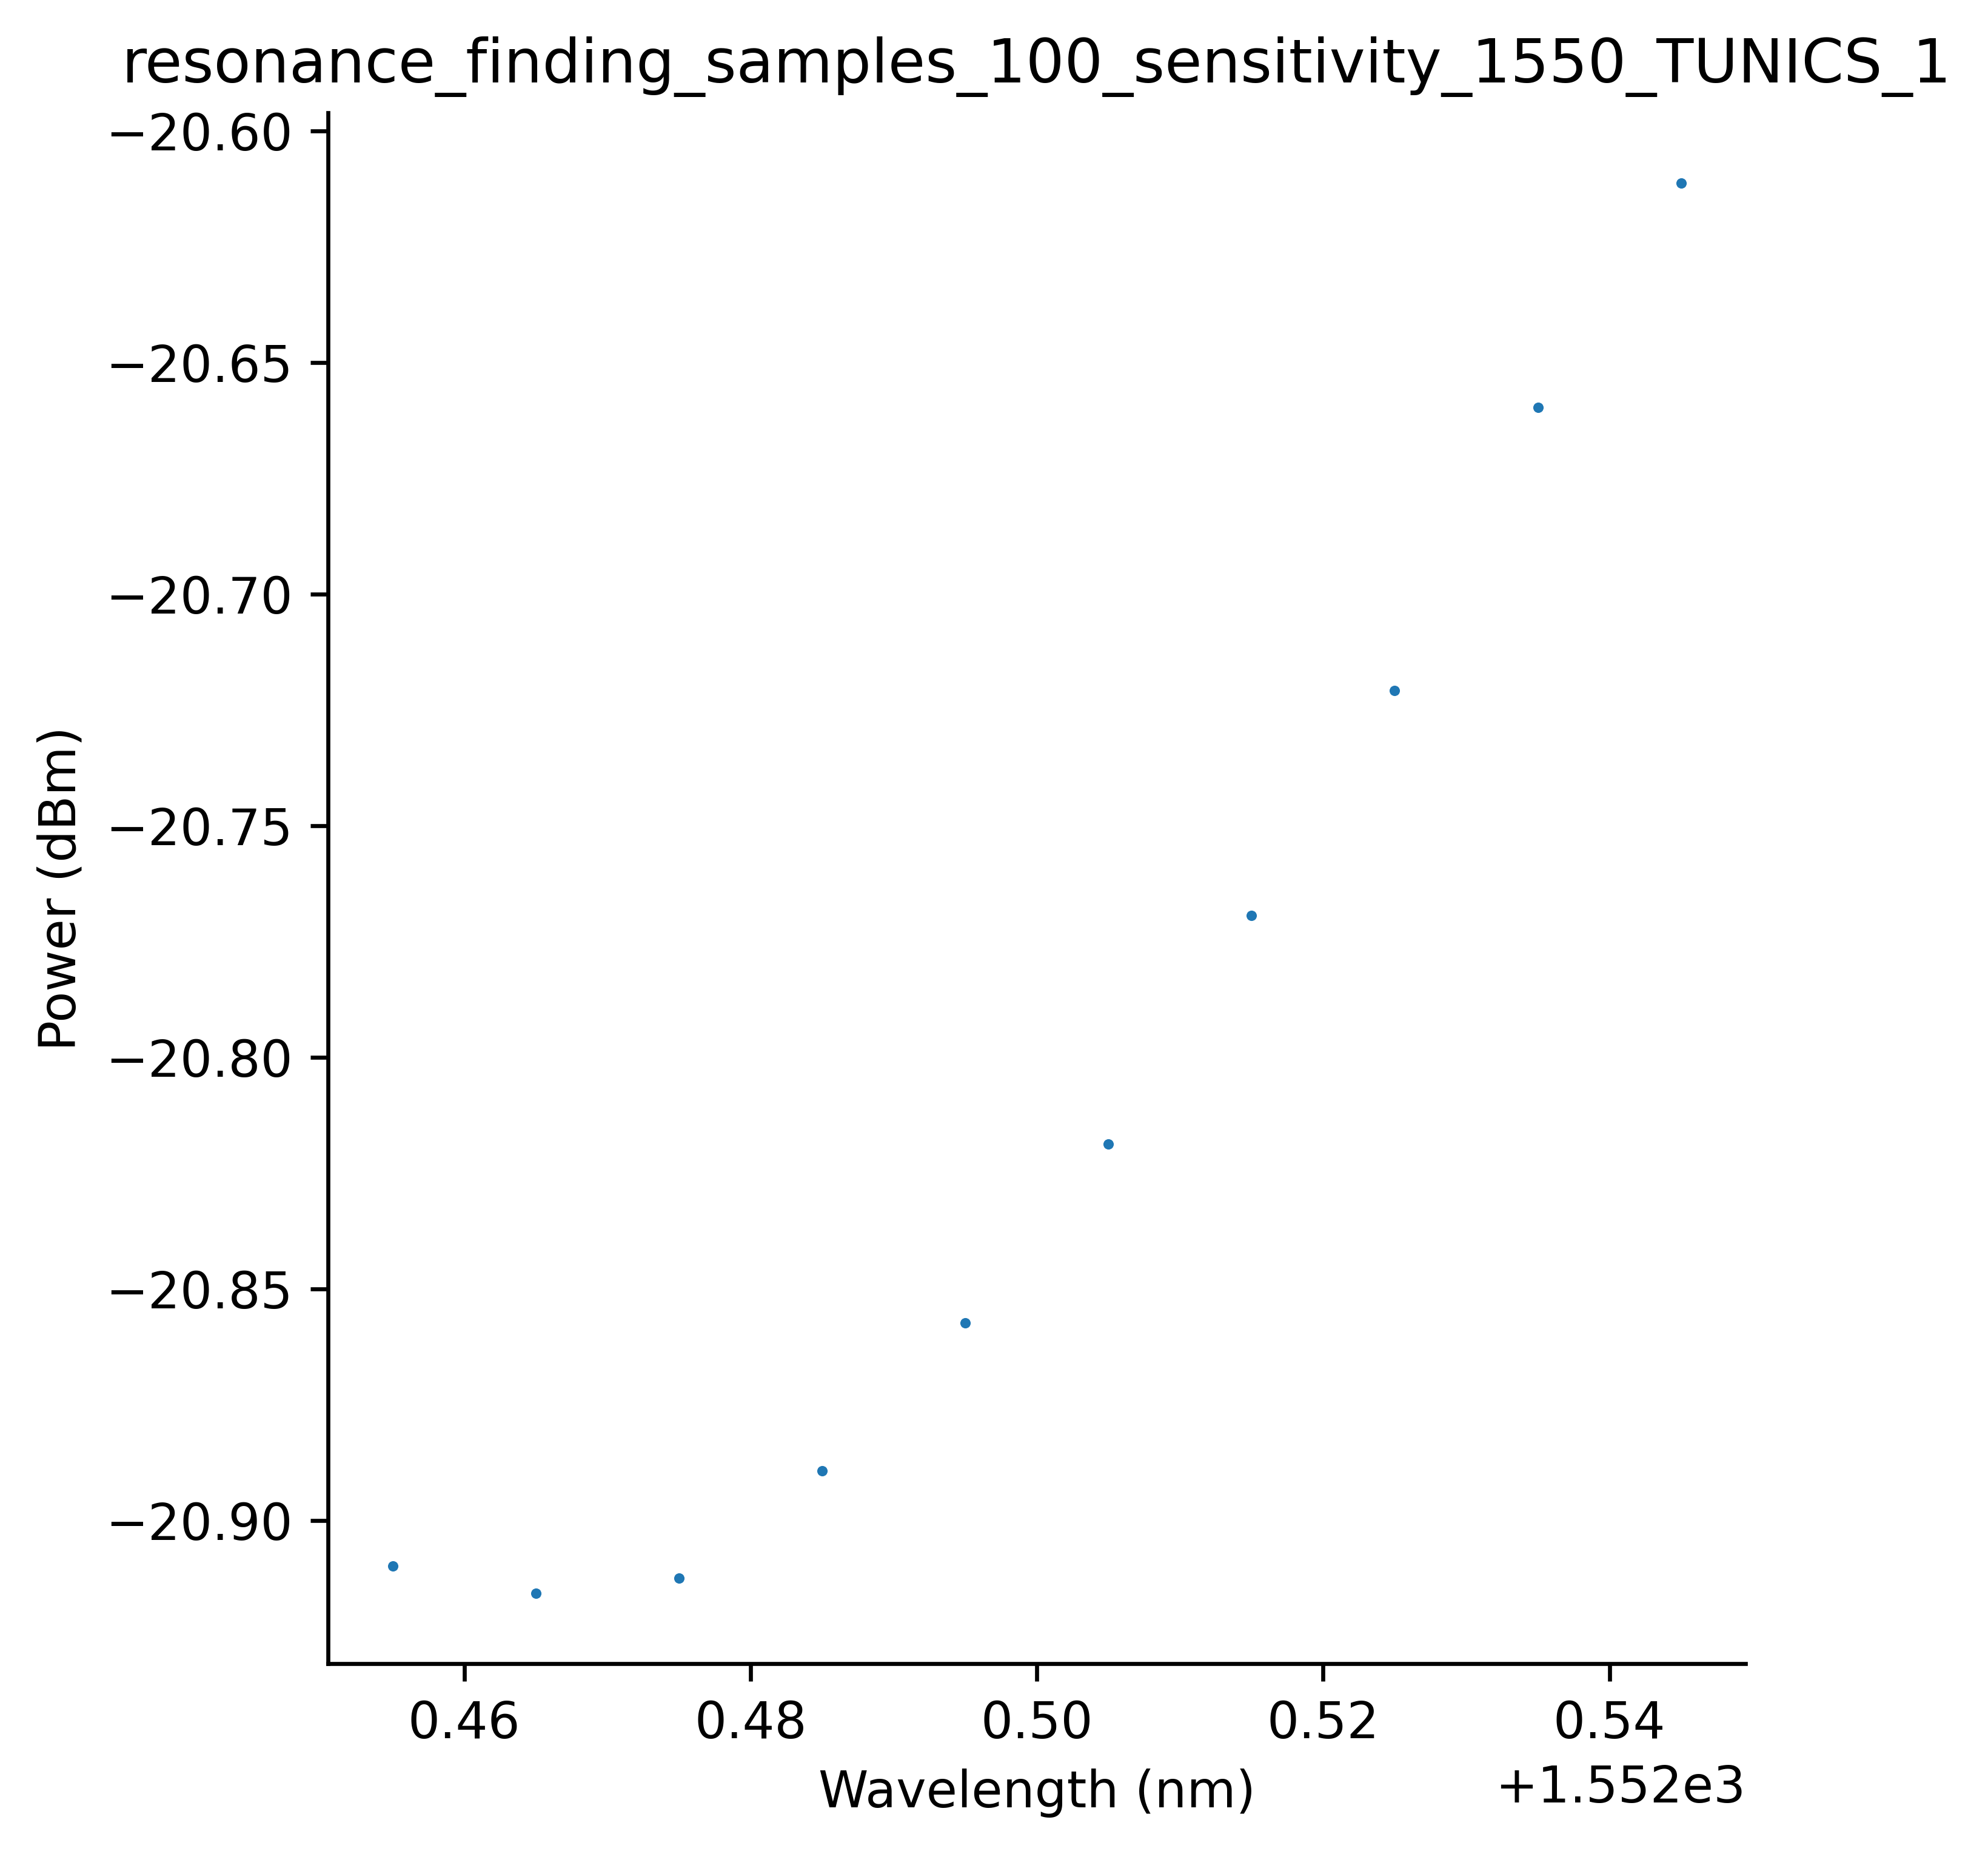 resonance_finding_samples_100_sensitivity_1550_TUNICS_1
−20.60
−20.65
−20.70
−20.75
−20.80
−20.85
−20.90
Power (dBm)
0.46 0.48 0.50 0.52 0.54
Wavelength (nm)
+1.552e3